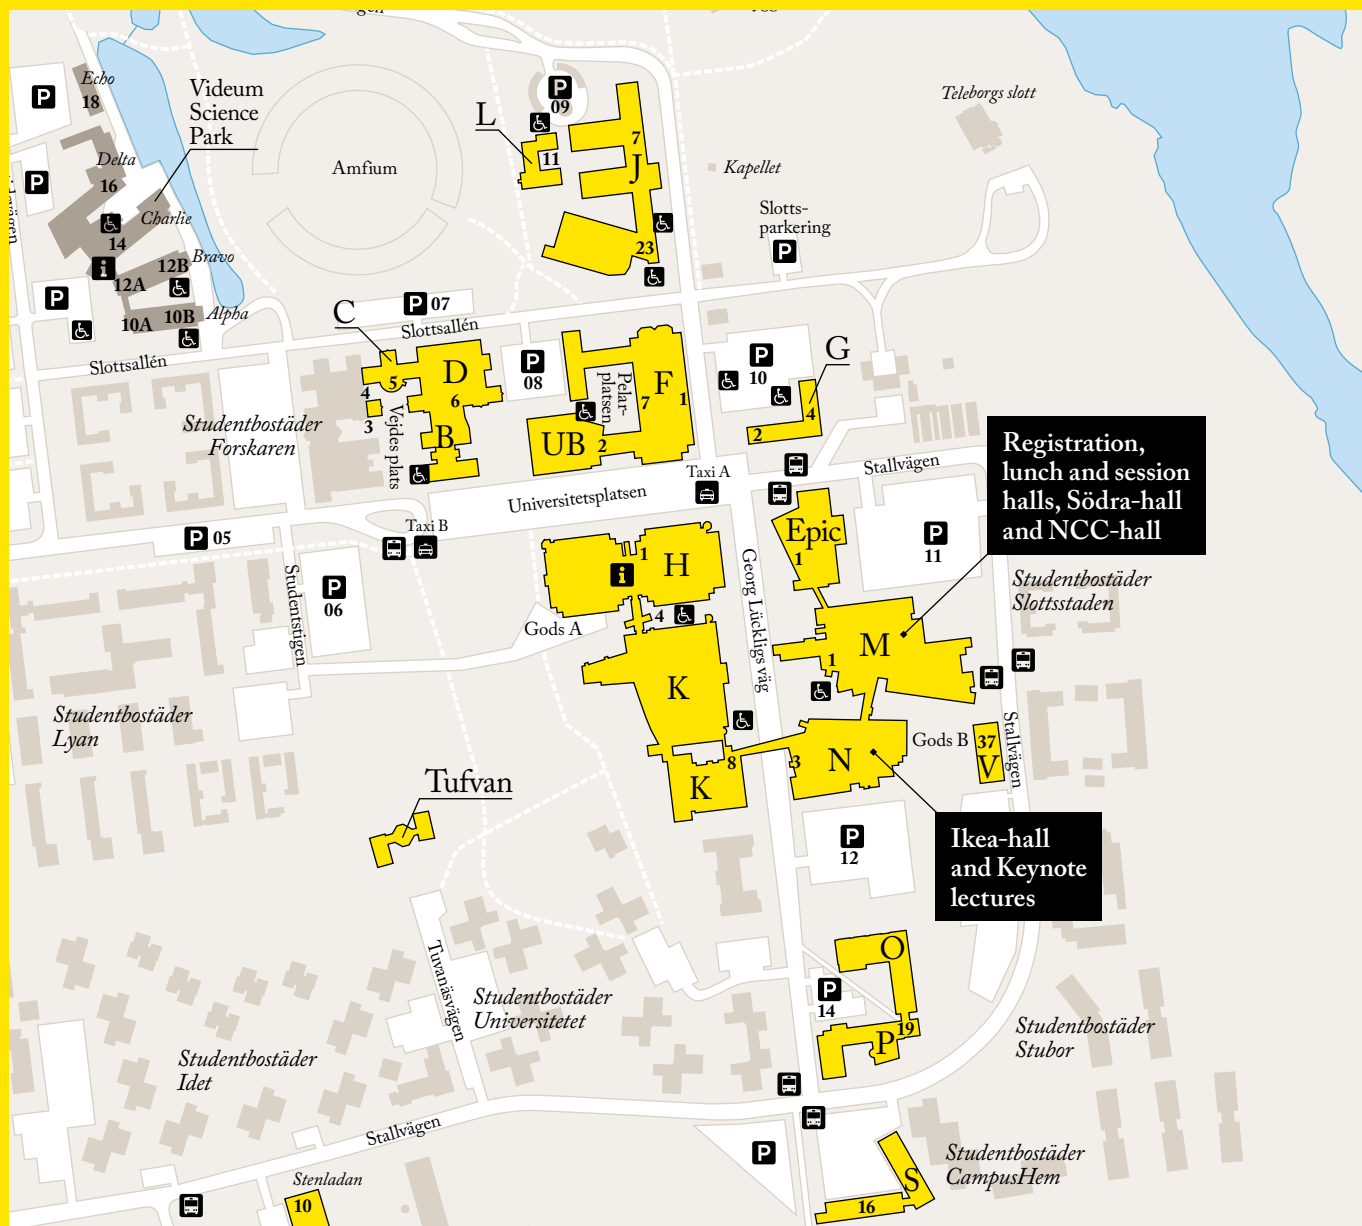 Echo
18
Videum
Science
Park
Delta
16
Charlie
14
Bravo
12B
12A
10A
10B
Alpha
P
P
P
i
Slottsallén
Amfium
L
P
09
11
7
J
23
Teleborgs slott
Kapellet
Slotts-
parkering
P
P 07
C
Slottsallén
D
5
4
3
6
B
Vejdes plats
P
08
Pelar-
platsen
F
7
1
UB
2
P
10
G
4
2
Studentbostäder
Forskaren
Registration,
lunch and session
halls, Södra-hall
and NCC-hall
Stallvägen
Taxi A
Universitetsplatsen
P 05
Taxi B
Epic
1
P
11
Studentstigen
P
06
1
H
i
4
Gods A
Georg Lückligs väg
Studentbostäder
Slottsstaden
M
1
K
Studentbostäder
Lyan
Gods B
37
V
Stallvägen
3
N
8
K
Tufvan
P
12
Ikea-hall
and Keynote
lectures
O
Tuvanäsvägen
Studentbostäder
Universitetet
P
14
19
P
Studentbostäder
Stubor
Studentbostäder
Idet
Stallvägen
P
Studentbostäder
CampusHem
S
16
Stenladan
10